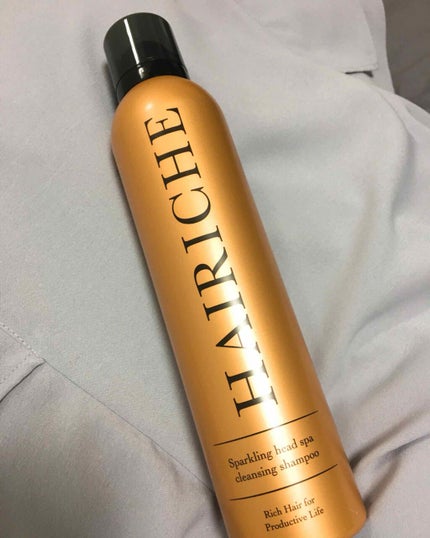 HAIRICHE
Sparkling head spa
cleansing shampoo
Rich Hair for
Productive Life